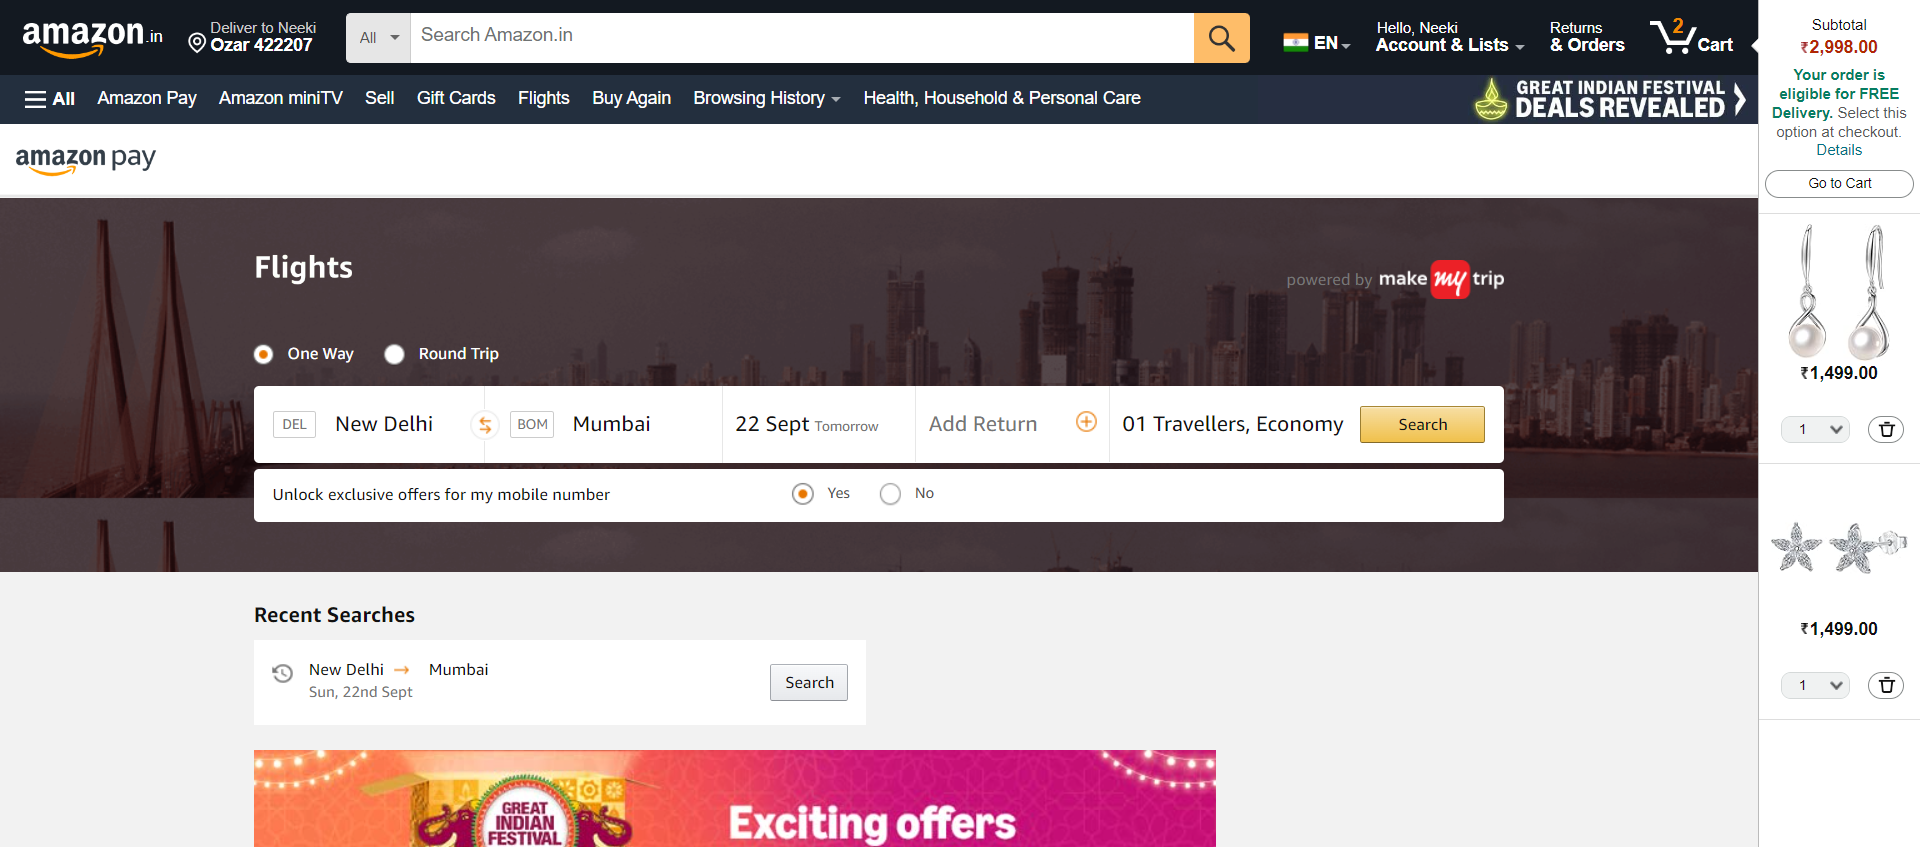 amazon.in
Deliver to Neeki
Ozar 422207
All
Search Amazon.in
EN
Hello, Neeki
Account & Lists
Returns
& Orders
2
Cart
All
Amazon Pay
Amazon miniTV
Sell
Gift Cards
Flights
Buy Again
Browsing History
Health, Household & Personal Care
GREAT INDIAN FESTIVAL
DEALS REVEALED
amazon pay
Flights
powered by make my trip
One Way
Round Trip
DEL New Delhi
BOM Mumbai
22 Sept Tomorrow
Add Return
01 Travellers, Economy
Search
Unlock exclusive offers for my mobile number
Yes
No
Recent Searches
New Delhi → Mumbai
Sun, 22nd Sept
Search
GREAT
INDIAN
FESTIVAL
Exciting offers
Subtotal
₹2,998.00
Your order is
eligible for FREE
Delivery. Select this
option at checkout.
Details
Go to Cart
₹1,499.00
1
₹1,499.00
1